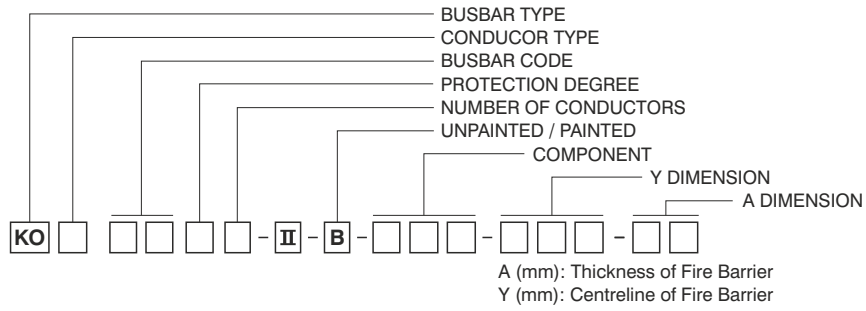 BUSBAR TYPE
CONDUCOR TYPE
BUSBAR CODE
PROTECTION DEGREE
NUMBER OF CONDUCTORS
UNPAINTED / PAINTED
COMPONENT
Y DIMENSION
A DIMENSION
KO - II - B - - -
A (mm): Thickness of Fire Barrier
Y (mm): Centreline of Fire Barrier